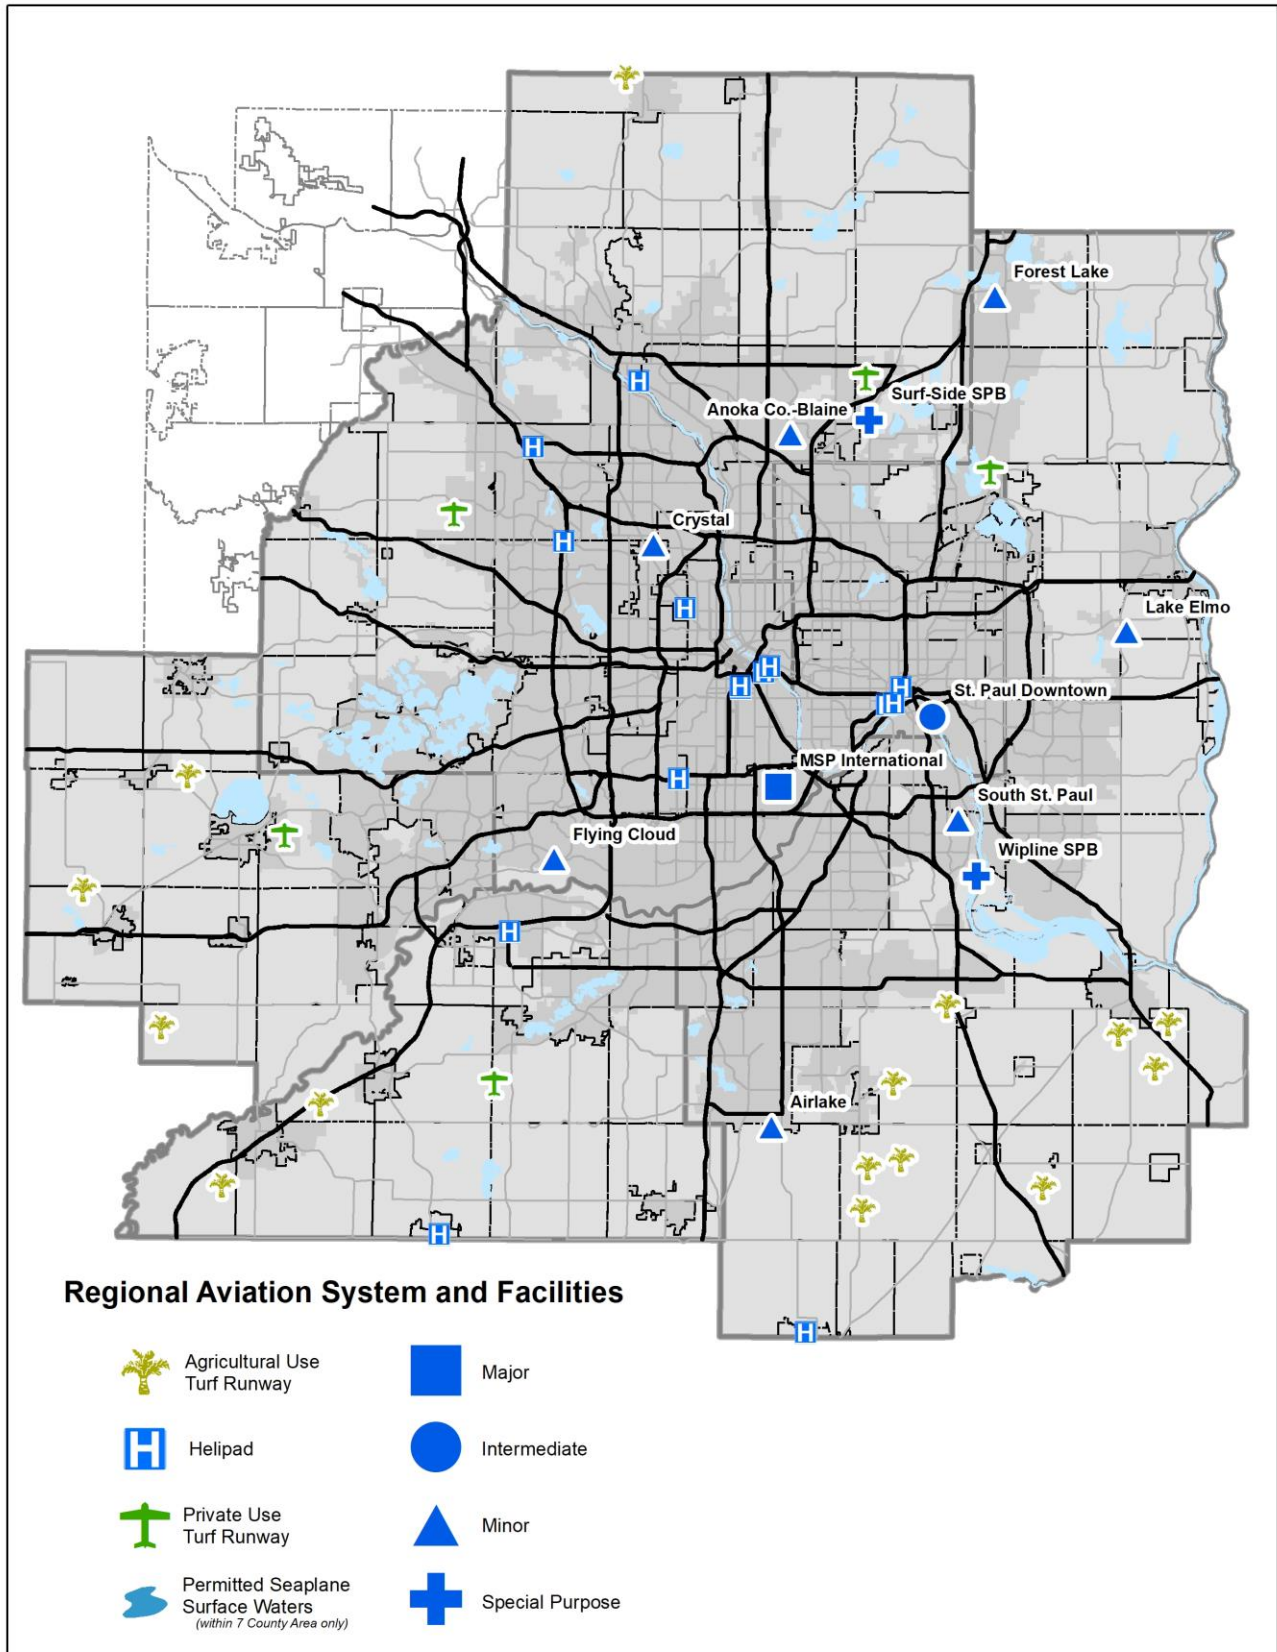 Forest Lake
Surf-Side SPB
Anoka Co.-Blaine
Crystal
Lake Elmo
St. Paul Downtown
MSP International
South St. Paul
Flying Cloud
Wipline SPB
Airlake
H
H
H
H
H
H
H
H
H
H
H
H
H
Regional Aviation System and Facilities
Agricultural Use
Turf Runway
Major
H
Helipad
Intermediate
Private Use
Turf Runway
Minor
Permitted Seaplane
Surface Waters
(within 7 County Area only)
Special Purpose